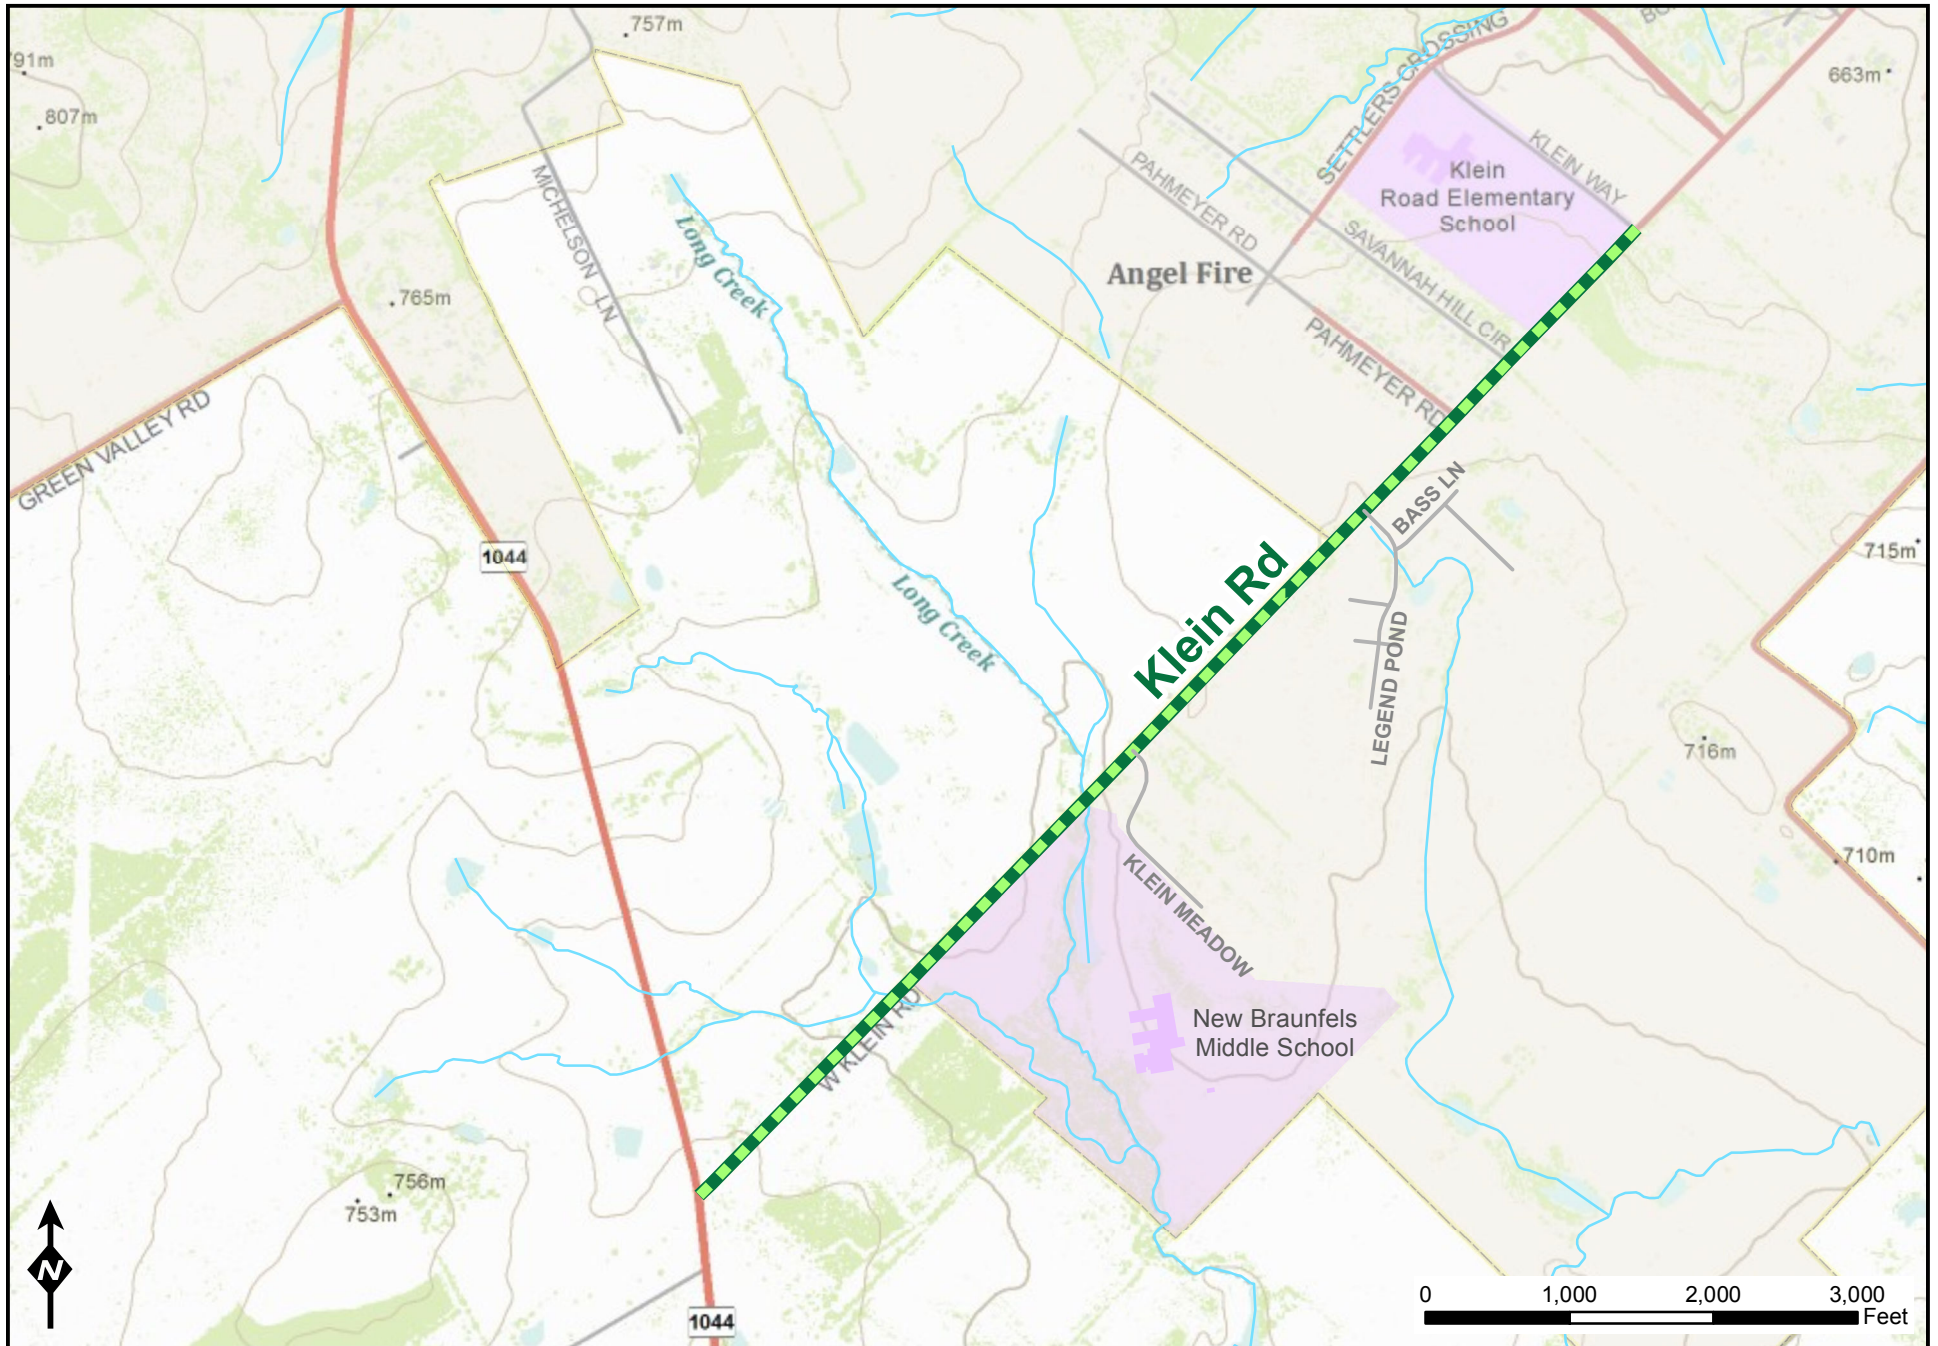 757m
91m
807m
SETTLERS CROSSING
663m
MICHELSON LN
PAHMEYER RD
KLEIN WAY
Klein
Road Elementary
School
Long Creek
SAVANNAH HILL CIR
Angel Fire
765m
PAHMEYER RD
GREEN VALLEY RD
BASS LN
1044
715m
Klein Rd
Long Creek
LEGEND POND
716m
KLEIN MEADOW
710m
W KLEIN RD
New Braunfels
Middle School
756m
753m
N
0 1,000 2,000 3,000
Feet
1044